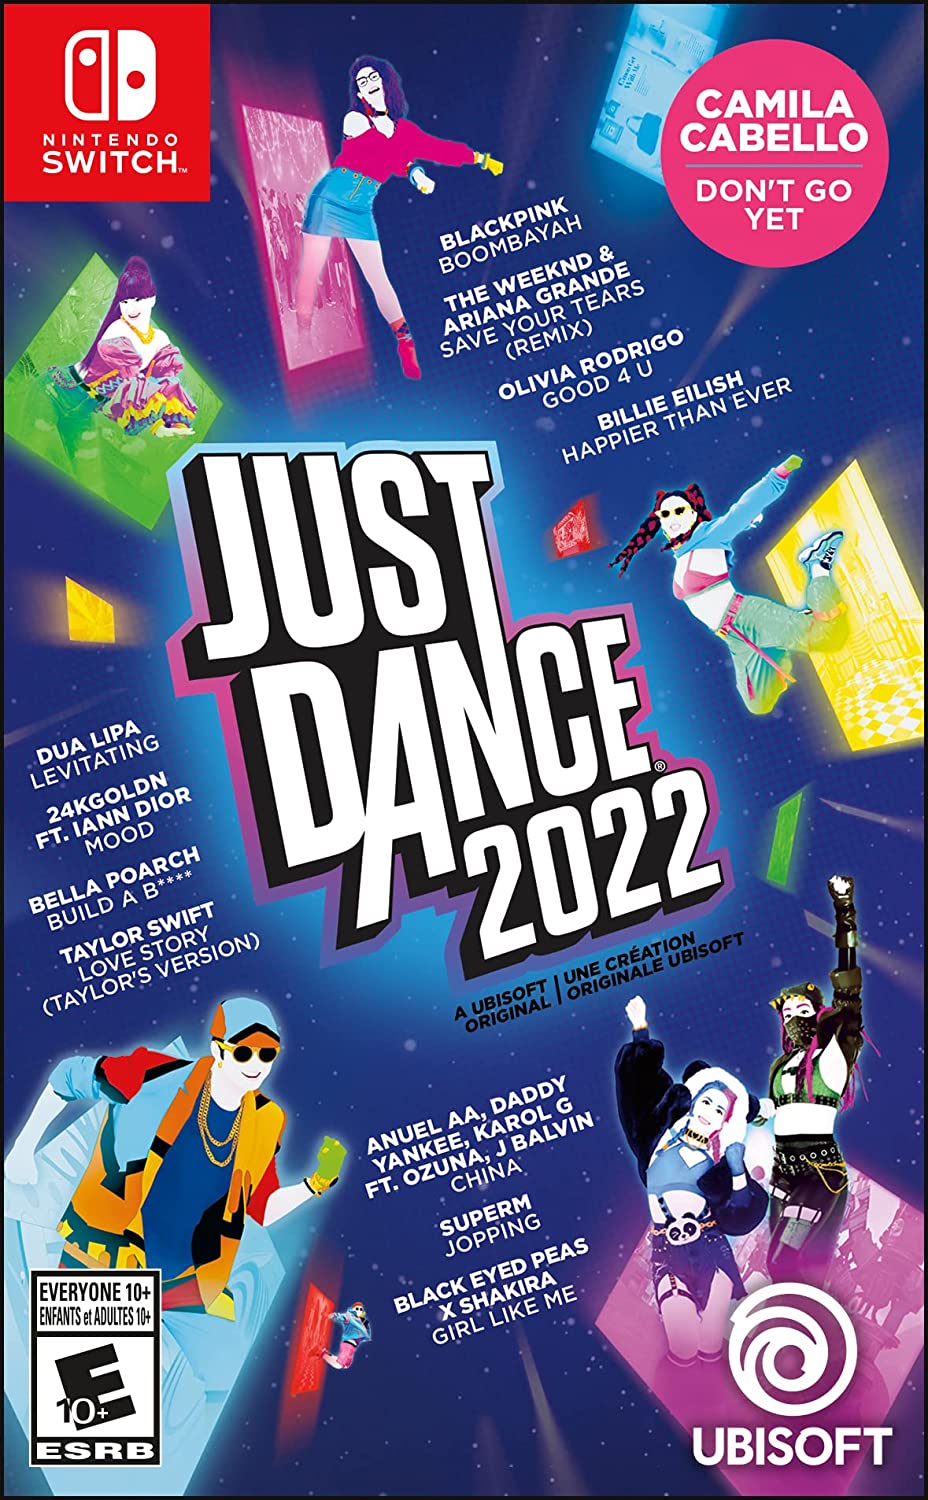 NINTENDO
SWITCH™
CAMILA
CABELLO
DON'T GO
YET
BLACKPINK
BOOMBAYAH
THE WEEKND &
ARIANA GRANDE
SAVE YOUR TEARS
(REMIX)
OLIVIA RODRIGO
GOOD 4 U
BILLIE EILISH
HAPPIER THAN EVER
JUST
DANCE®
2022
A UBISOFT
ORIGINAL
UNE CRÉATION
ORIGINALE UBISOFT
DUA LIPA
LEVITATING
24KGOLDN
FT. IANN DIOR
MOOD
BELLA POARCH
BUILD A B****
TAYLOR SWIFT
LOVE STORY
(TAYLOR'S VERSION)
ANUEL AA, DADDY
YANKEE, KAROL G
FT. OZUNA, J BALVIN
CHINA
SUPERM
JOPPING
BLACK EYED PEAS
X SHAKIRA
GIRL LIKE ME
EVERYONE 10+
ENFANTS et ADULTES 10+
E
10+
ESRB
UBISOFT